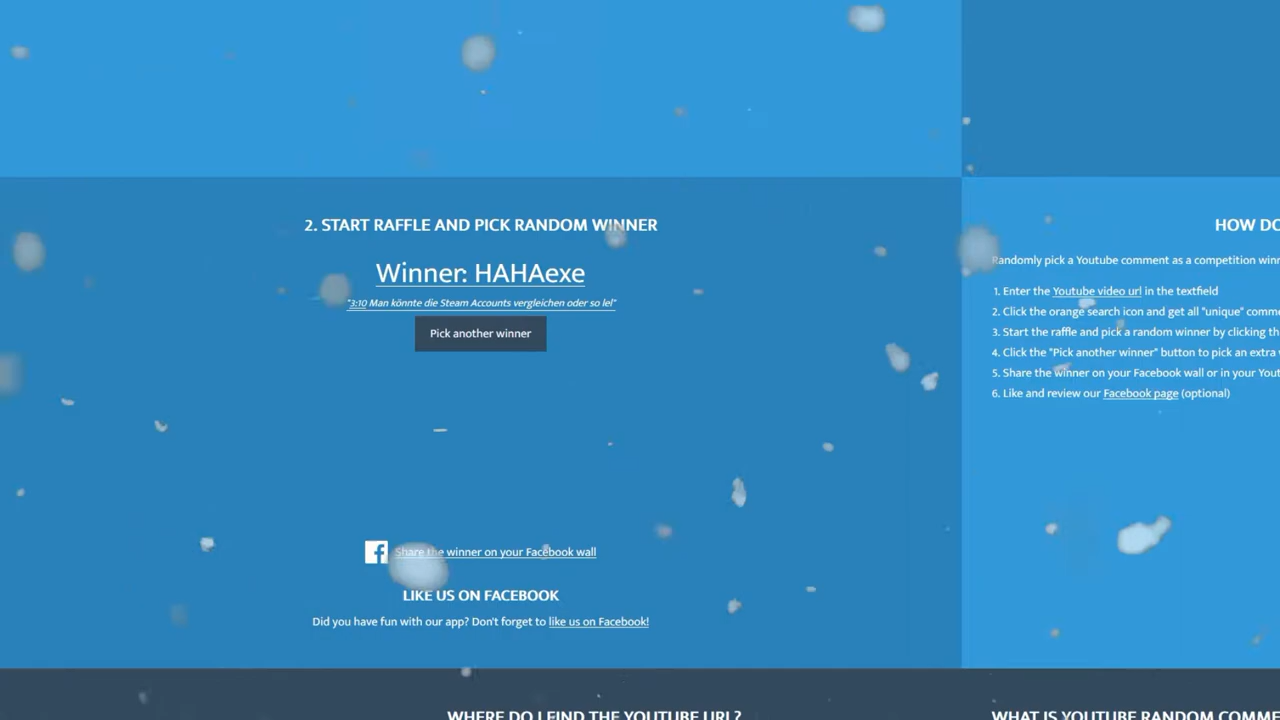 2. START RAFFLE AND PICK RANDOM WINNER
Winner: HAHAexe
"3:10 Man könnte die Steam Accounts vergleichen oder so lel"
Pick another winner
Share the winner on your Facebook wall
LIKE US ON FACEBOOK
Did you have fun with our app? Don't forget to like us on Facebook!
HOW DO
Randomly pick a Youtube comment as a competition winn
1. Enter the Youtube video url in the textfield
2. Click the orange search icon and get all "unique" comme
3. Start the raffle and pick a random winner by clicking th
4. Click the "Pick another winner" button to pick an extra
5. Share the winner on your Facebook wall or in your Yout
6. Like and review our Facebook page (optional)
WHERE DO I FIND THE YOUTUBE URL?
WHAT IS YOUTUBE RANDOM COMME